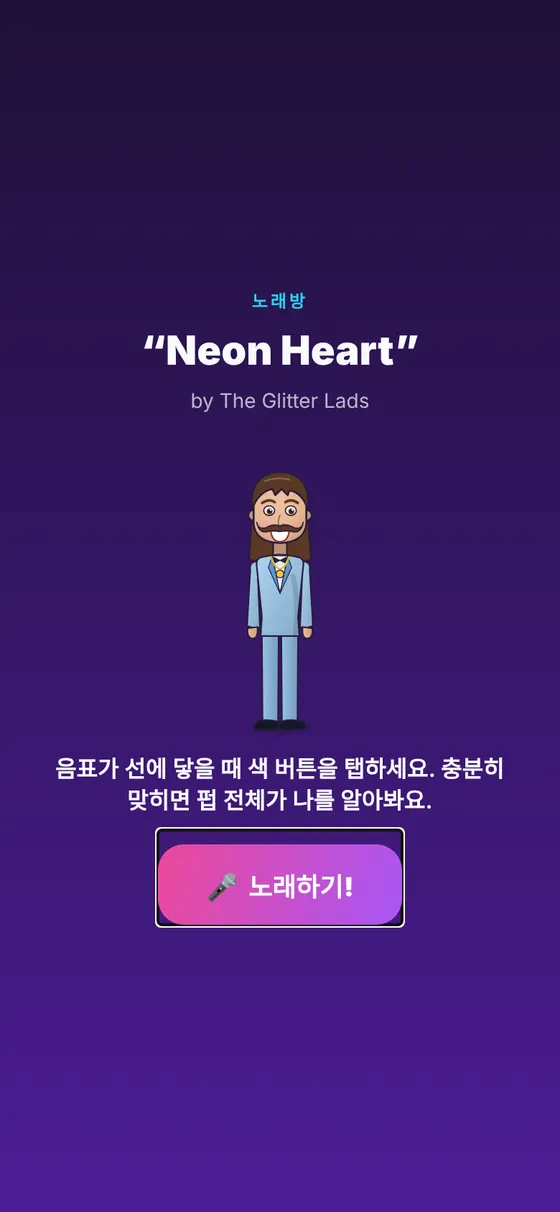 노래방
“Neon Heart”
by The Glitter Lads
음표가 선에 닿을 때 색 버튼을 탭하세요. 충분히
맞히면 펍 전체가 나를 알아봐요.
🎤 노래하기!